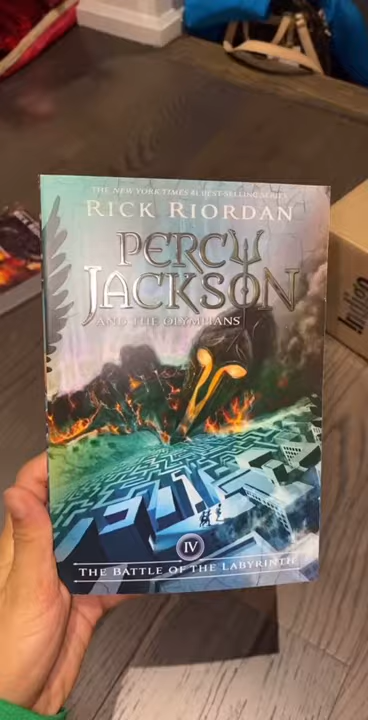 THE NEW YORK TIMES #1 BEST-SELLING SERIES
RICK RIORDAN
PERCY
JACKSON
AND THE OLYMPIANS
IV
THE BATTLE OF THE LABYRINTH